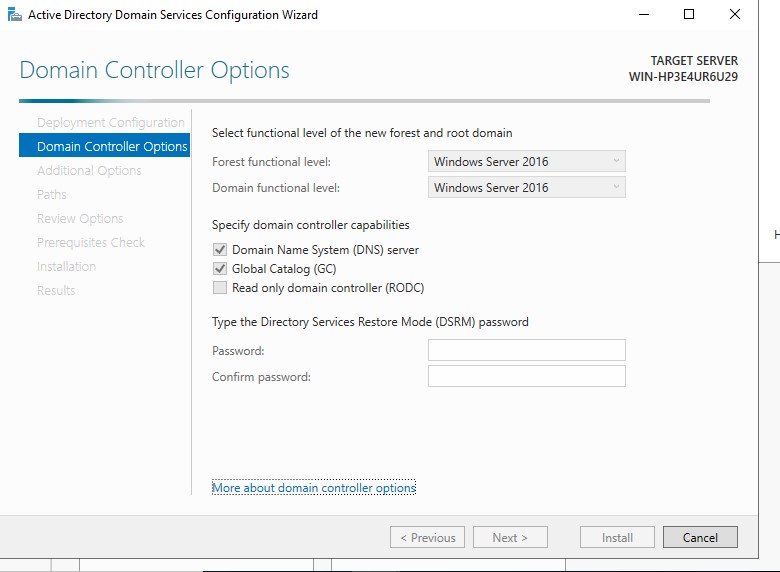 Active Directory Domain Services Configuration Wizard
Domain Controller Options
TARGET SERVER
WIN-HP3E4UR6U29
Deployment Configuration
Domain Controller Options
Additional Options
Paths
Review Options
Prerequisites Check
Installation
Results
Select functional level of the new forest and root domain
Forest functional level: Windows Server 2016
Domain functional level: Windows Server 2016
Specify domain controller capabilities
Domain Name System (DNS) server
Global Catalog (GC)
Read only domain controller (RODC)
Type the Directory Services Restore Mode (DSRM) password
Password:
Confirm password:
More about domain controller options
< Previous Next > Install Cancel